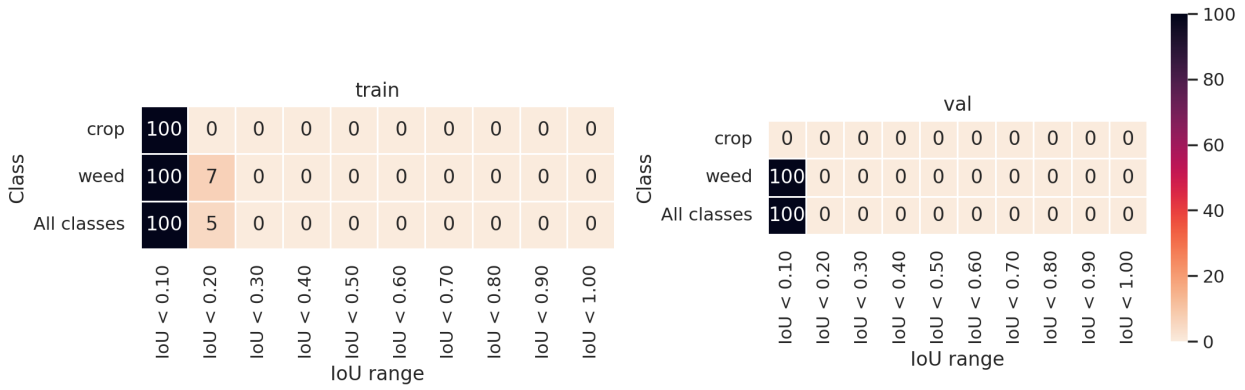 train
Class
crop 100 0 0 0 0 0 0 0 0 0
weed 100 7 0 0 0 0 0 0 0 0
All classes 100 5 0 0 0 0 0 0 0 0
IoU < 0.10 IoU < 0.20 IoU < 0.30 IoU < 0.40 IoU < 0.50 IoU < 0.60 IoU < 0.70 IoU < 0.80 IoU < 0.90 IoU < 1.00
IoU range
val
Class
crop 0 0 0 0 0 0 0 0 0 0
weed 100 0 0 0 0 0 0 0 0 0
All classes 100 0 0 0 0 0 0 0 0 0
IoU < 0.10 IoU < 0.20 IoU < 0.30 IoU < 0.40 IoU < 0.50 IoU < 0.60 IoU < 0.70 IoU < 0.80 IoU < 0.90 IoU < 1.00
IoU range
100
80
60
40
20
0